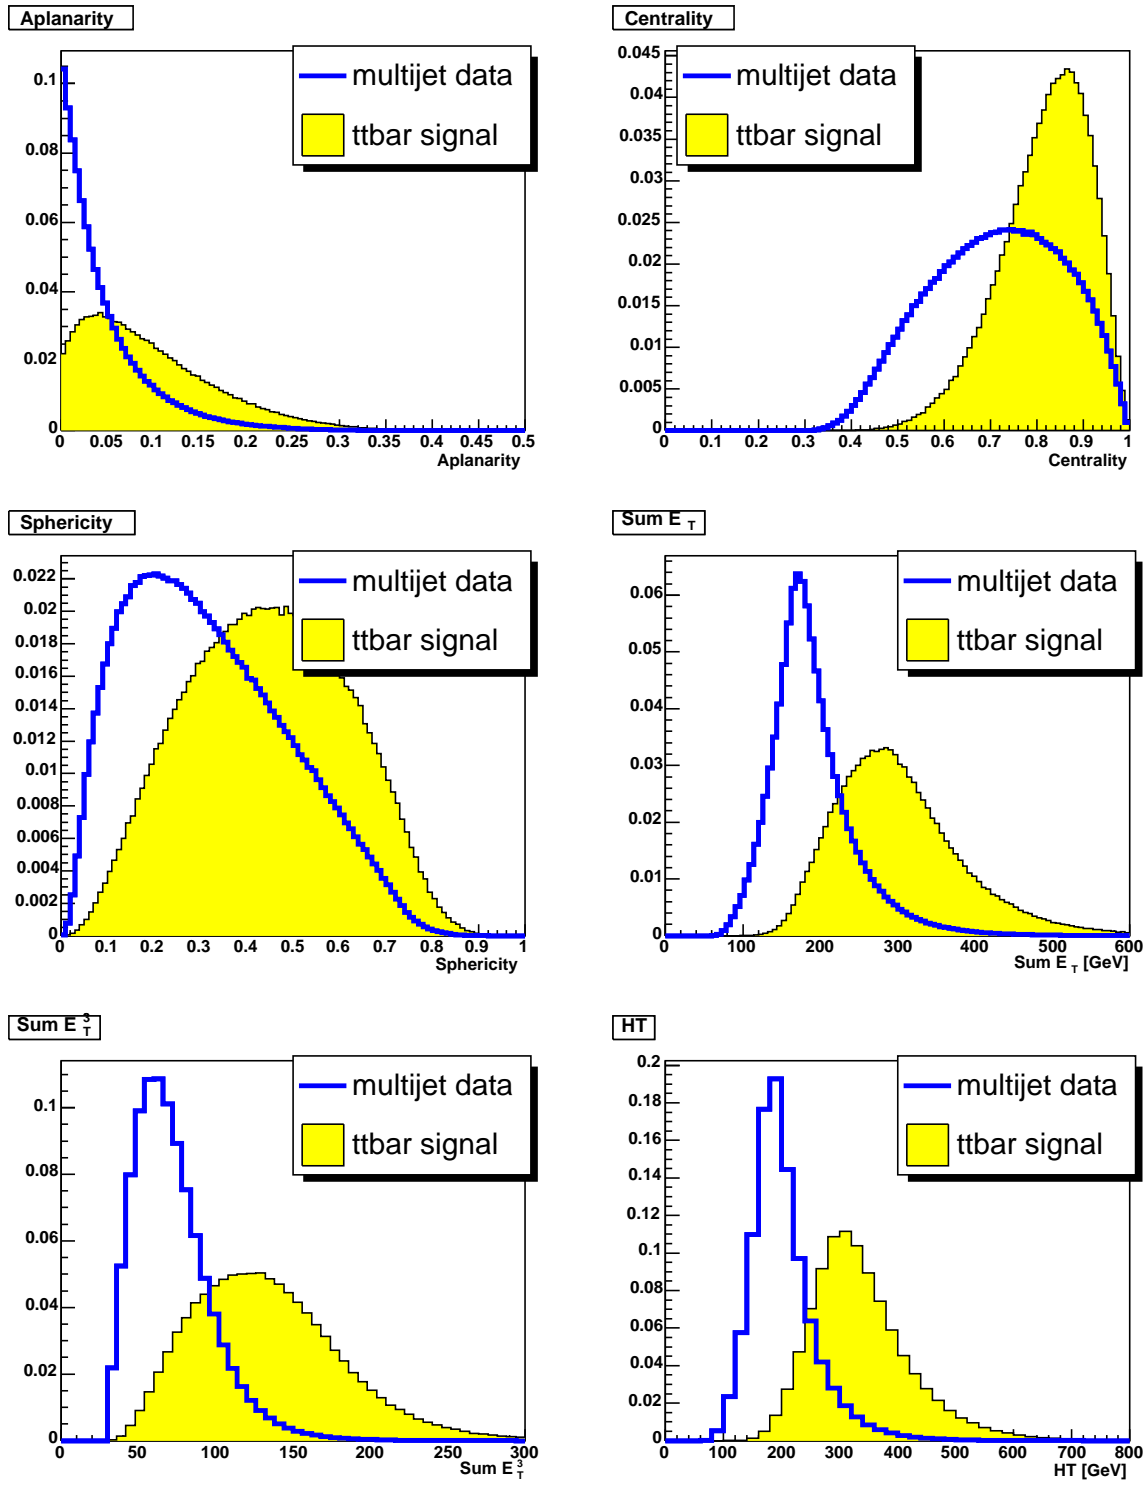 Aplanarity
multijet data
ttbar signal
0.1
0.08
0.06
0.04
0.02
0
0 0.05 0.1 0.15 0.2 0.25 0.3 0.35 0.4 0.45 0.5
Aplanarity
Centrality
multijet data
ttbar signal
0.045
0.04
0.035
0.03
0.025
0.02
0.015
0.01
0.005
0
0 0.1 0.2 0.3 0.4 0.5 0.6 0.7 0.8 0.9 1
Centrality
Sphericity
multijet data
ttbar signal
0.022
0.02
0.018
0.016
0.014
0.012
0.01
0.008
0.006
0.004
0.002
0
0 0.1 0.2 0.3 0.4 0.5 0.6 0.7 0.8 0.9 1
Sphericity
Sum E T
multijet data
ttbar signal
0.06
0.05
0.04
0.03
0.02
0.01
0
0 100 200 300 400 500 600
Sum E T [GeV]
Sum E 3 T
multijet data
ttbar signal
0.1
0.08
0.06
0.04
0.02
0
0 50 100 150 200 250 300
Sum E 3 T
HT
multijet data
ttbar signal
0.2
0.18
0.16
0.14
0.12
0.1
0.08
0.06
0.04
0.02
0
0 100 200 300 400 500 600 700 800
HT [GeV]